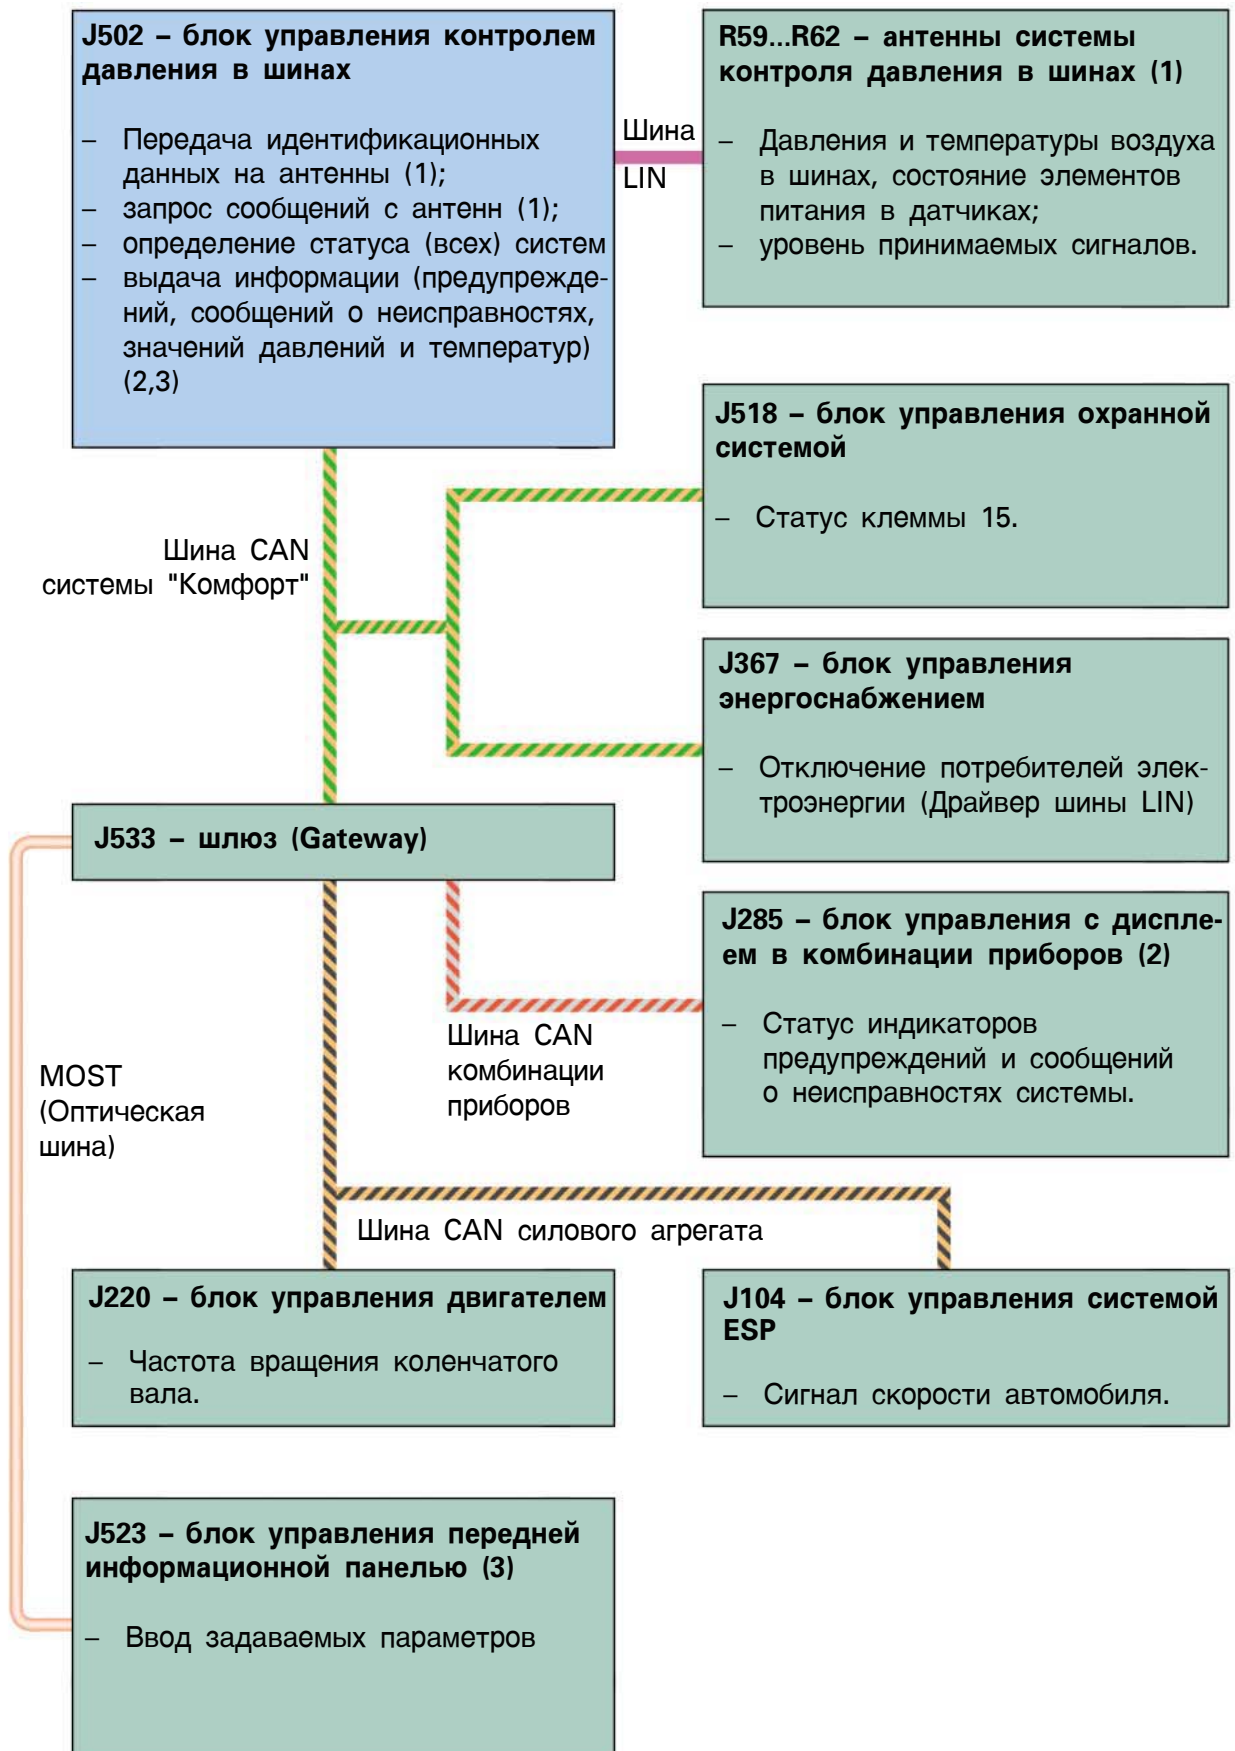 J502 – блок управления контролем
давления в шинах
– Передача идентификационных
данных на антенны (1);
– запрос сообщений с антенн (1);
– определение статуса (всех) систем
– выдача информации (предупрежде-
ний, сообщений о неисправностях,
значений давлений и температур)
(2,3)
Шина
LIN
R59...R62 – антенны системы
контроля давления в шинах (1)
– Давления и температуры воздуха
в шинах, состояние элементов
питания в датчиках;
– уровень принимаемых сигналов.
J518 – блок управления охранной
системой
– Статус клеммы 15.
Шина CAN
системы "Комфорт"
J367 – блок управления
энергоснабжением
– Отключение потребителей элек-
троэнергии (Драйвер шины LIN)
J533 – шлюз (Gateway)
J285 – блок управления с диспле-
ем в комбинации приборов (2)
– Статус индикаторов
предупреждений и сообщений
о неисправностях системы.
Шина CAN
комбинации
приборов
MOST
(Оптическая
шина)
Шина CAN силового агрегата
J220 – блок управления двигателем
– Частота вращения коленчатого
вала.
J104 – блок управления системой
ESP
– Сигнал скорости автомобиля.
J523 – блок управления передней
информационной панелью (3)
– Ввод задаваемых параметров